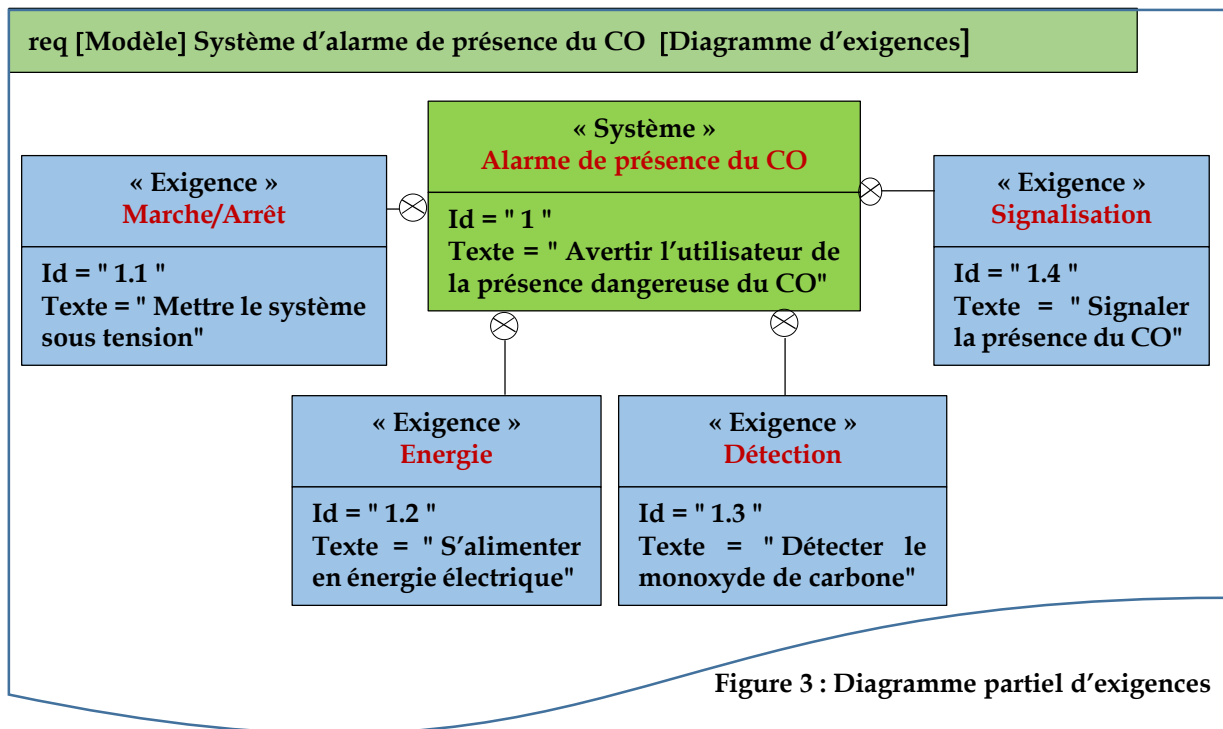 req [Modèle] Système d’alarme de présence du CO [Diagramme d’exigences]
« Système »
Alarme de présence du CO
Id = " 1 "
Texte = " Avertir l’utilisateur de
la présence dangereuse du CO"
« Exigence »
Marche/Arrêt
Id = " 1.1 "
Texte = " Mettre le système
sous tension"
« Exigence »
Signalisation
Id = " 1.4 "
Texte = " Signaler
la présence du CO"
« Exigence »
Energie
Id = " 1.2 "
Texte = " S’alimenter
en énergie électrique"
« Exigence »
Détection
Id = " 1.3 "
Texte = " Détecter le
monoxyde de carbone"
Figure 3 : Diagramme partiel d’exigences